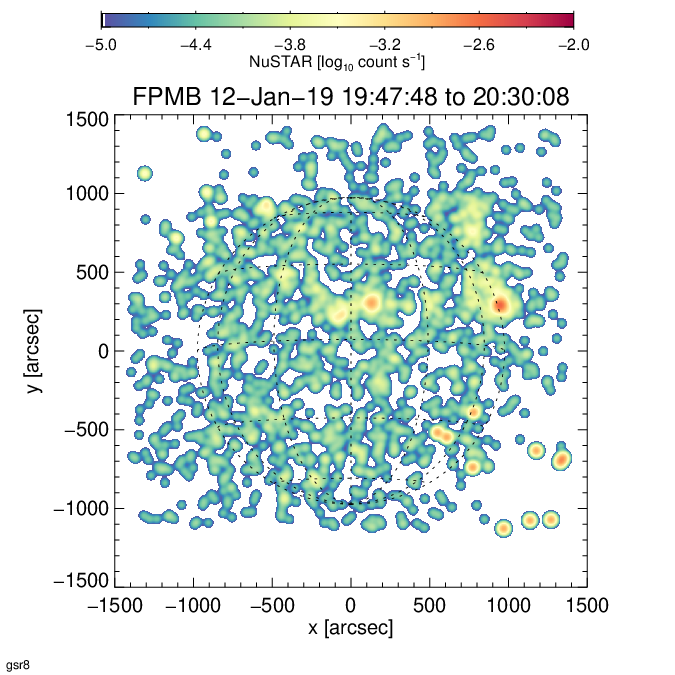 −5.0 −4.4 −3.8 −3.2 −2.6 −2.0
NuSTAR [log10 count s−1]
FPMB 12−Jan−19 19:47:48 to 20:30:08
1500
1000
500
0
−500
−1000
−1500
y [arcsec]
−1500 −1000 −500 0 500 1000 1500
x [arcsec]
gsr8